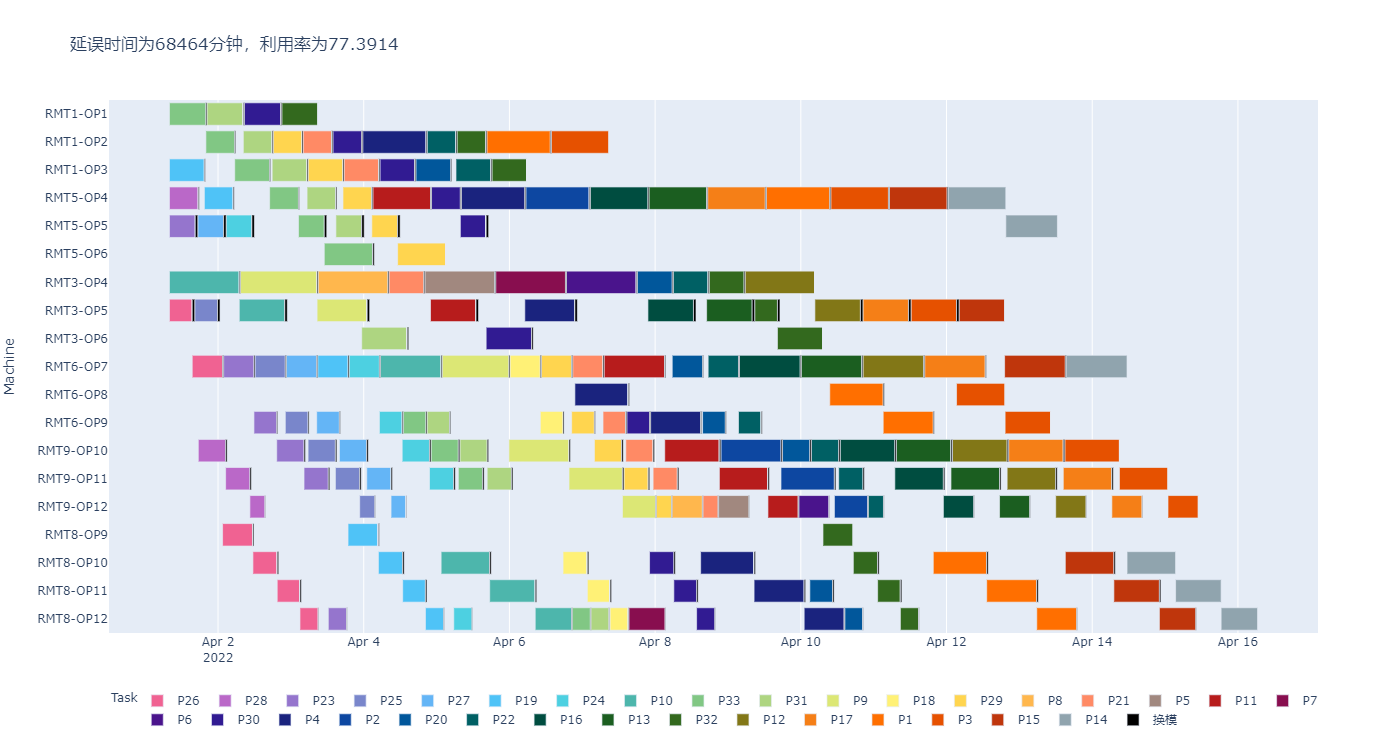 延误时间为68464分钟，利用率为77.3914
Machine
RMT1-OP1
RMT1-OP2
RMT1-OP3
RMT5-OP4
RMT5-OP5
RMT5-OP6
RMT3-OP4
RMT3-OP5
RMT3-OP6
RMT6-OP7
RMT6-OP8
RMT6-OP9
RMT9-OP10
RMT9-OP11
RMT9-OP12
RMT8-OP9
RMT8-OP10
RMT8-OP11
RMT8-OP12
Apr 2 Apr 4 Apr 6 Apr 8 Apr 10 Apr 12 Apr 14 Apr 16
2022
Task P26 P28 P23 P25 P27 P19 P24 P10 P33 P31 P9 P18 P29 P8 P21 P5 P11 P7
P6 P30 P4 P2 P20 P22 P16 P13 P32 P12 P17 P1 P3 P15 P14 换模